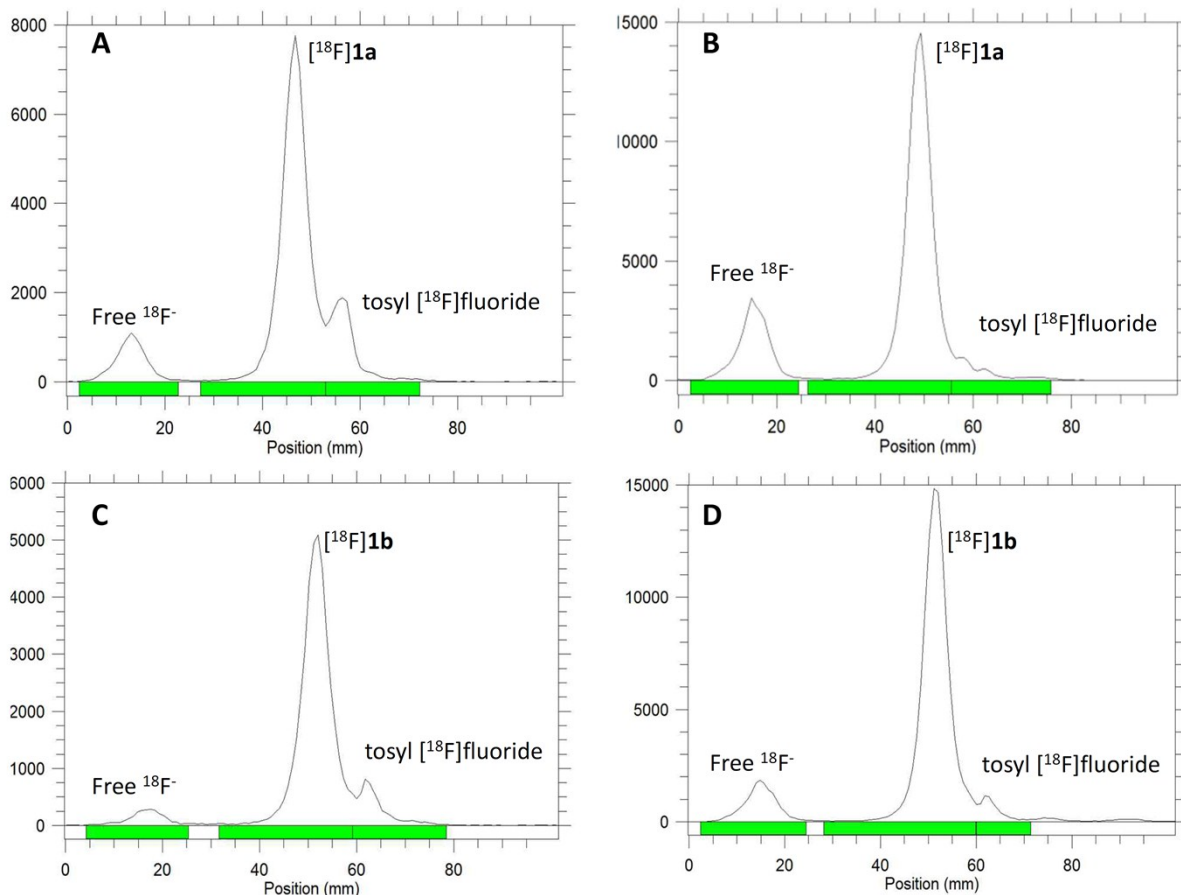 A
[¹⁸F]1a
Free ¹⁸F⁻
tosyl [¹⁸F]fluoride
8000
6000
4000
2000
0
0 20 40 60 80
Position (mm)
B
[¹⁸F]1a
Free ¹⁸F⁻
tosyl [¹⁸F]fluoride
15000
10000
5000
0
0 20 40 60 80
Position (mm)
C
[¹⁸F]1b
Free ¹⁸F⁻
tosyl [¹⁸F]fluoride
6000
5000
4000
3000
2000
1000
0
0 20 40 60 80
Position (mm)
D
[¹⁸F]1b
Free ¹⁸F⁻
tosyl [¹⁸F]fluoride
15000
10000
5000
0
0 20 40 60 80
Position (mm)